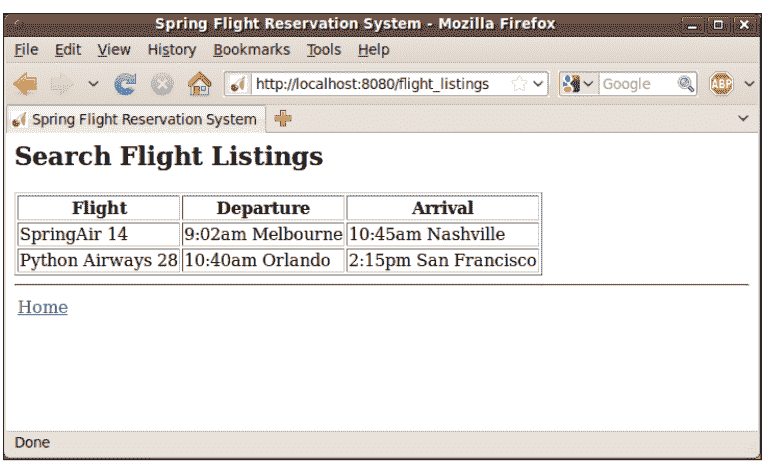 Spring Flight Reservation System - Mozilla Firefox
File Edit View History Bookmarks Tools Help
http://localhost:8080/flight_listings Google ABP
Spring Flight Reservation System
Search Flight Listings
Flight Departure Arrival
SpringAir 14 9:02am Melbourne 10:45am Nashville
Python Airways 28 10:40am Orlando 2:15pm San Francisco
Home
Done